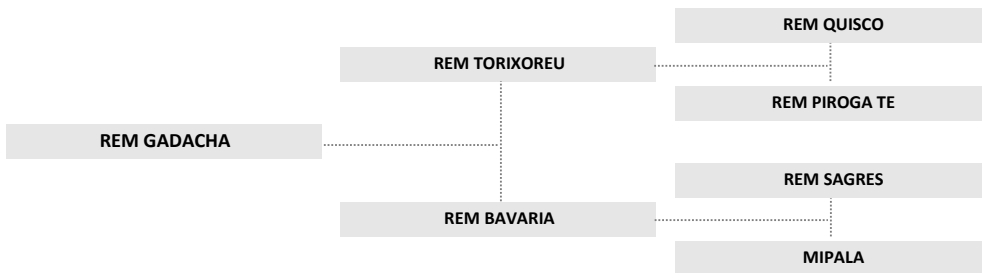 REM QUISCO
REM TORIXOREU
REM PIROGA TE
REM GADACHA
REM SAGRES
REM BAVARIA
MIPALA